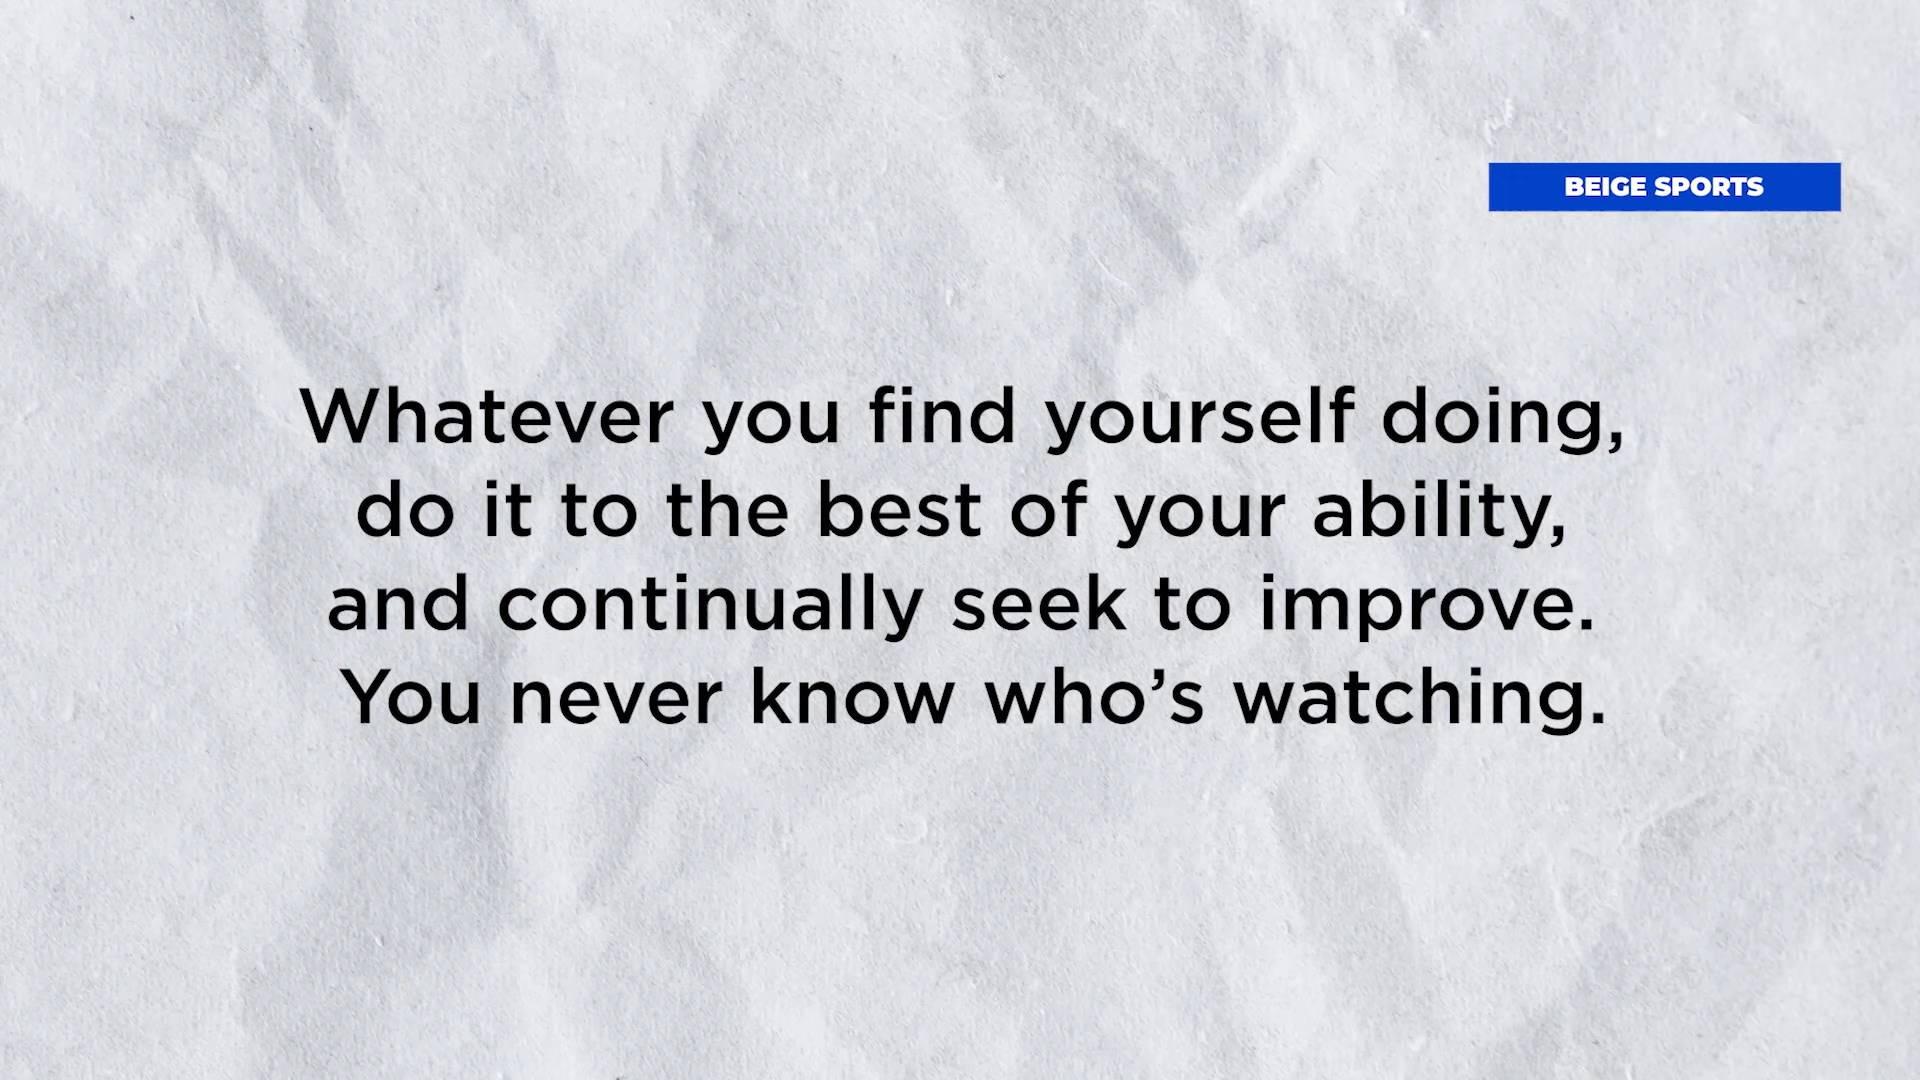 BEIGE SPORTS
Whatever you find yourself doing,
do it to the best of your ability,
and continually seek to improve.
You never know who’s watching.